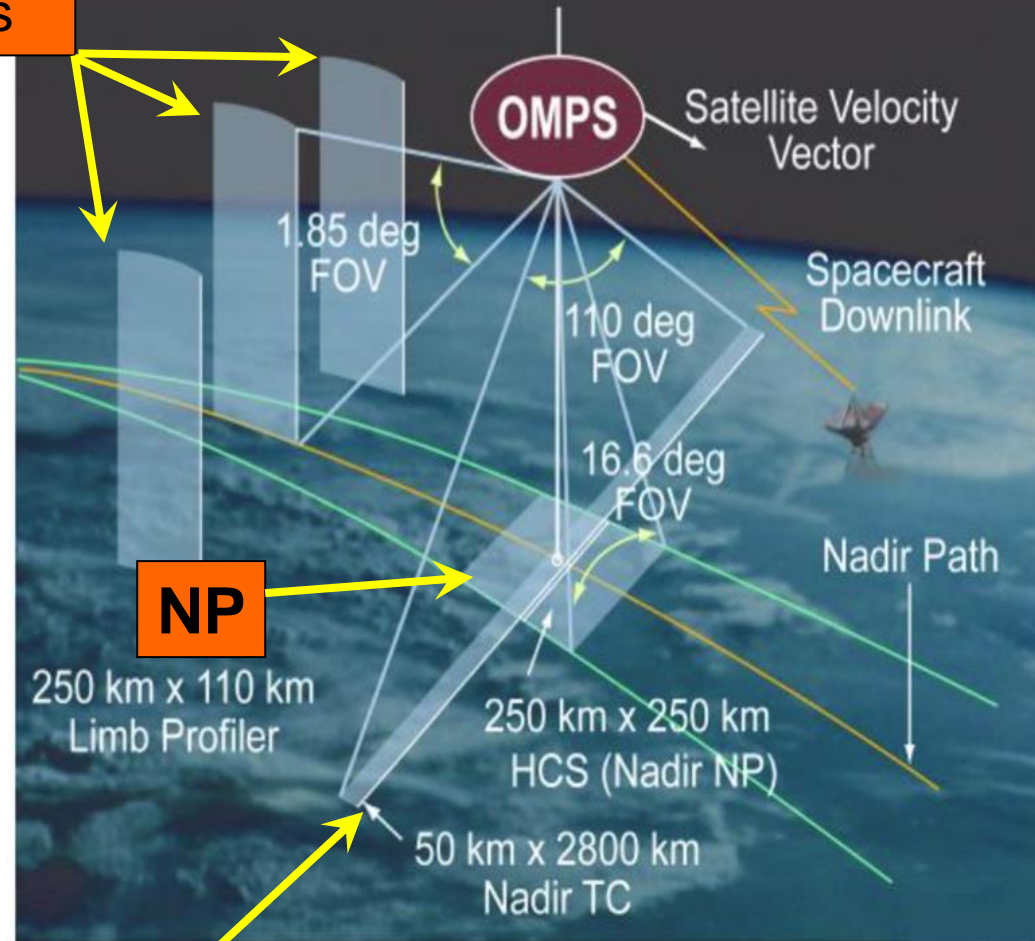 S
OMPS
Satellite Velocity
Vector
1.85 deg
FOV
110 deg
FOV
Spacecraft
Downlink
16.6 deg
FOV
Nadir Path
NP
250 km x 110 km
Limb Profiler
250 km x 250 km
HCS (Nadir NP)
50 km x 2800 km
Nadir TC